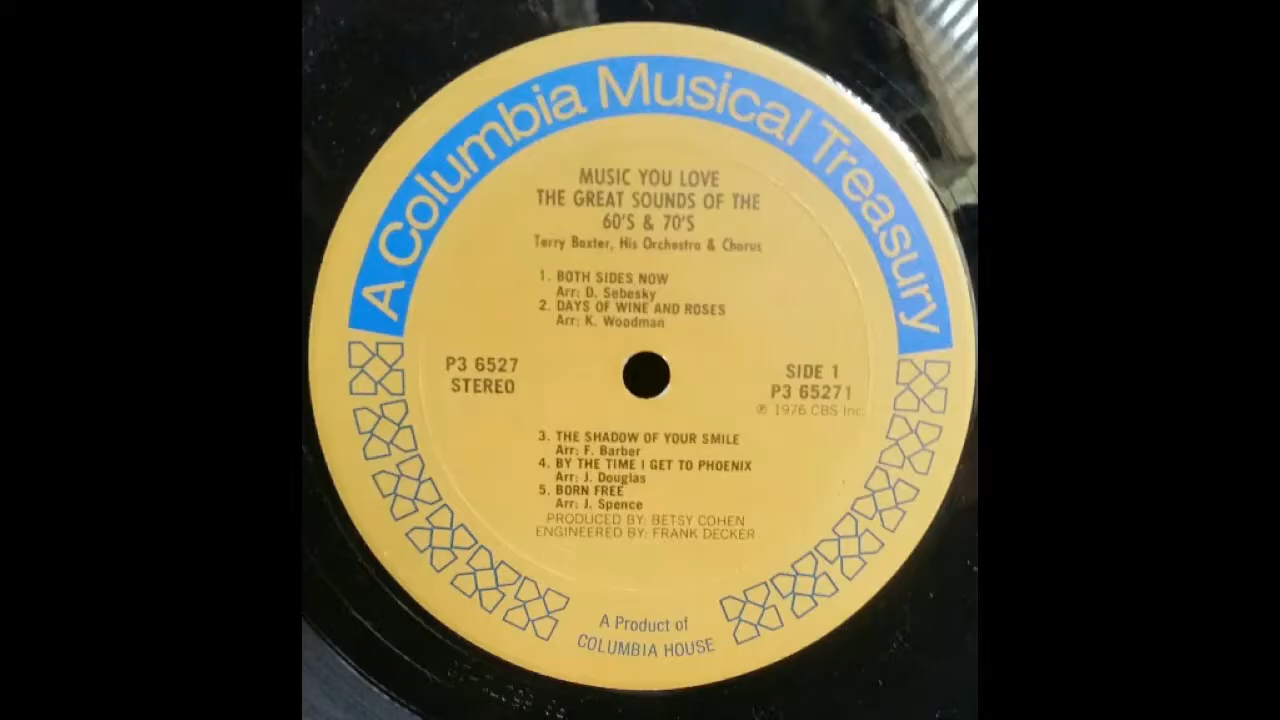 A Columbia Musical Treasury
MUSIC YOU LOVE
THE GREAT SOUNDS OF THE
60'S & 70'S
Terry Baxter, His Orchestra & Chorus
1. BOTH SIDES NOW
Arr: D. Sebesky
2. DAYS OF WINE AND ROSES
Arr: K. Woodman
P3 6527
STEREO
SIDE 1
P3 65271
℗ 1976 CBS Inc.
3. THE SHADOW OF YOUR SMILE
Arr: F. Barber
4. BY THE TIME I GET TO PHOENIX
Arr: J. Douglas
5. BORN FREE
Arr: J. Spence
PRODUCED BY: BETSY COHEN
ENGINEERED BY: FRANK DECKER
A Product of
COLUMBIA HOUSE